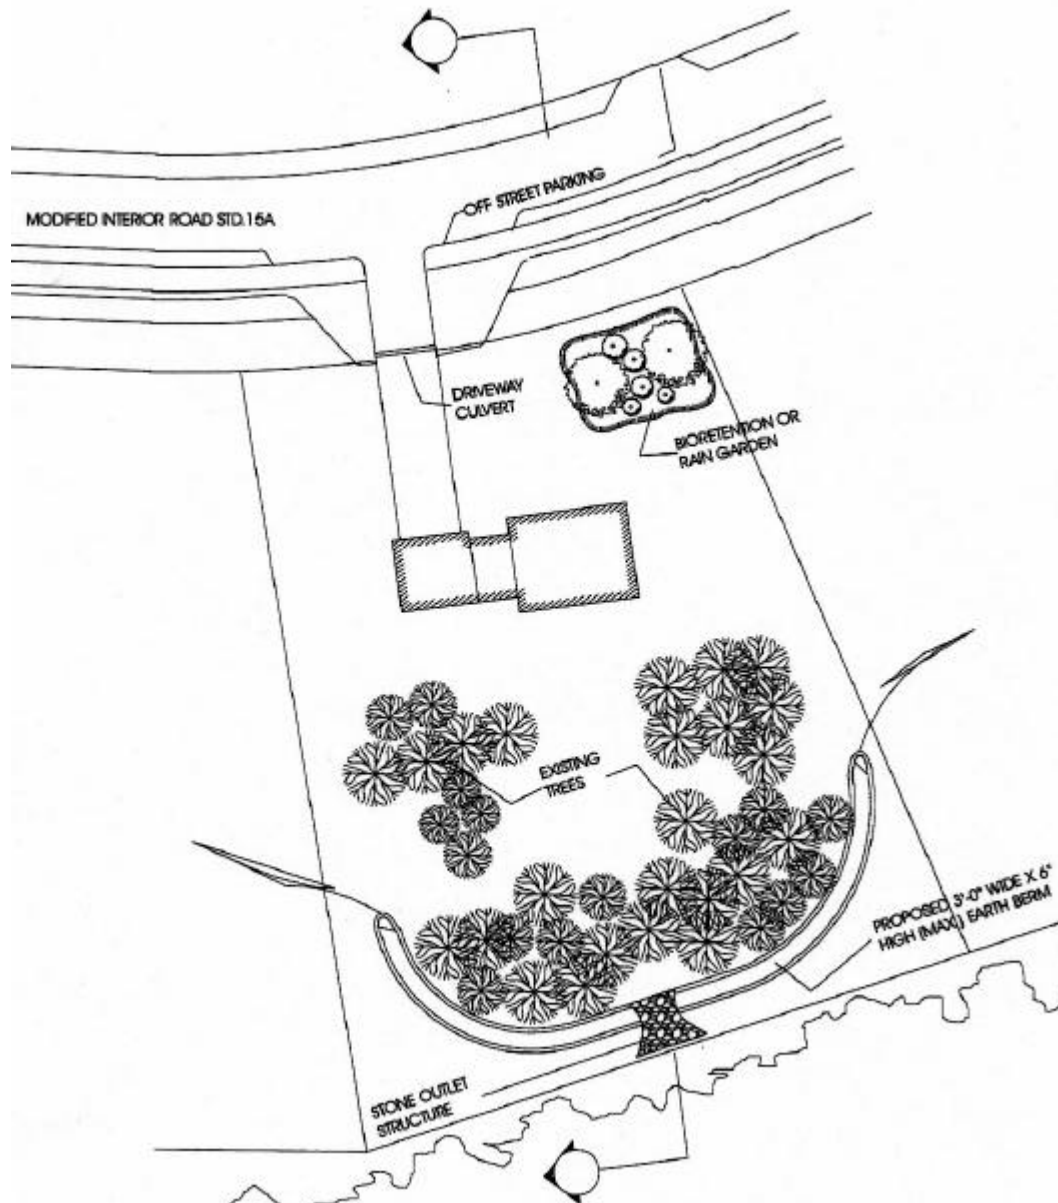 MODIFIED INTERIOR ROAD STD.15A
OFF STREET PARKING
DRIVEWAY
CULVERT
BIORETENTION OR
RAIN GARDEN
EXISTING
TREES
PROPOSED 3'-0" WIDE X 6"
HIGH (MAX.) EARTH BERM
STONE OUTLET
STRUCTURE